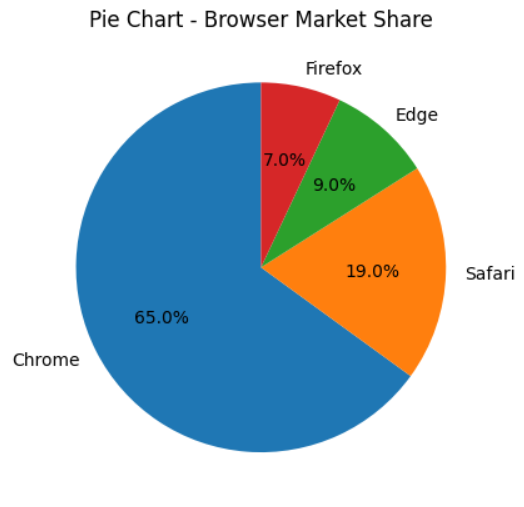 Pie Chart - Browser Market Share
Firefox
Edge
7.0%
9.0%
19.0%
Safari
65.0%
Chrome